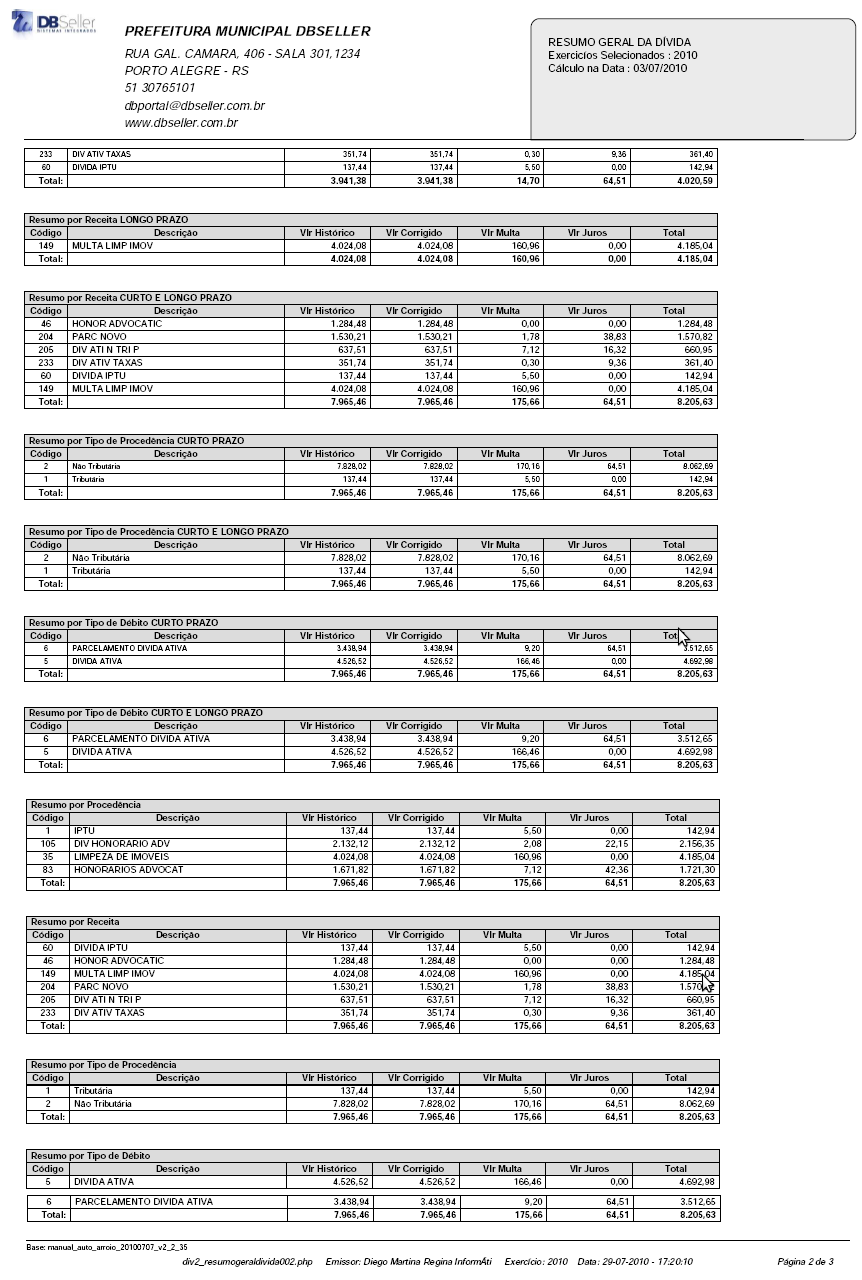 DBSeller
SISTEMAS INTEGRADOS
PREFEITURA MUNICIPAL DBSELLER
RUA GAL. CAMARA, 406 - SALA 301,1234
PORTO ALEGRE - RS
51 30765101
dbportal@dbseller.com.br
www.dbseller.com.br
RESUMO GERAL DA DÍVIDA
Exercicíos Selecionados : 2010
Cálculo na Data : 03/07/2010
233 DIV ATIV TAXAS 351,74 351,74 0,30 9,36 361,40
60 DIVIDA IPTU 137,44 137,44 5,50 0,00 142,94
Total: 3.941,38 3.941,38 14,70 64,51 4.020,59
Resumo por Receita LONGO PRAZO
Código Descrição Vlr Histórico Vlr Corrigido Vlr Multa Vlr Juros Total
149 MULTA LIMP IMOV 4.024,08 4.024,08 160,96 0,00 4.185,04
Total: 4.024,08 4.024,08 160,96 0,00 4.185,04
Resumo por Receita CURTO E LONGO PRAZO
Código Descrição Vlr Histórico Vlr Corrigido Vlr Multa Vlr Juros Total
46 HONOR ADVOCATIC 1.284,48 1.284,48 0,00 0,00 1.284,48
204 PARC NOVO 1.530,21 1.530,21 1,78 38,83 1.570,82
205 DIV ATI N TRI P 637,51 637,51 7,12 16,32 660,95
233 DIV ATIV TAXAS 351,74 351,74 0,30 9,36 361,40
60 DIVIDA IPTU 137,44 137,44 5,50 0,00 142,94
149 MULTA LIMP IMOV 4.024,08 4.024,08 160,96 0,00 4.185,04
Total: 7.965,46 7.965,46 175,66 64,51 8.205,63
Resumo por Tipo de Procedência CURTO PRAZO
Código Descrição Vlr Histórico Vlr Corrigido Vlr Multa Vlr Juros Total
2 Não Tributária 7.828,02 7.828,02 170,16 64,51 8.062,69
1 Tributária 137,44 137,44 5,50 0,00 142,94
Total: 7.965,46 7.965,46 175,66 64,51 8.205,63
Resumo por Tipo de Procedência CURTO E LONGO PRAZO
Código Descrição Vlr Histórico Vlr Corrigido Vlr Multa Vlr Juros Total
2 Não Tributária 7.828,02 7.828,02 170,16 64,51 8.062,69
1 Tributária 137,44 137,44 5,50 0,00 142,94
Total: 7.965,46 7.965,46 175,66 64,51 8.205,63
Resumo por Tipo de Débito CURTO PRAZO
Código Descrição Vlr Histórico Vlr Corrigido Vlr Multa Vlr Juros Total
6 PARCELAMENTO DIVIDA ATIVA 3.438,94 3.438,94 9,20 64,51 3.512,65
5 DIVIDA ATIVA 4.526,52 4.526,52 166,46 0,00 4.692,98
Total: 7.965,46 7.965,46 175,66 64,51 8.205,63
Resumo por Tipo de Débito CURTO E LONGO PRAZO
Código Descrição Vlr Histórico Vlr Corrigido Vlr Multa Vlr Juros Total
6 PARCELAMENTO DIVIDA ATIVA 3.438,94 3.438,94 9,20 64,51 3.512,65
5 DIVIDA ATIVA 4.526,52 4.526,52 166,46 0,00 4.692,98
Total: 7.965,46 7.965,46 175,66 64,51 8.205,63
Resumo por Procedência
Código Descrição Vlr Histórico Vlr Corrigido Vlr Multa Vlr Juros Total
1 IPTU 137,44 137,44 5,50 0,00 142,94
105 DIV HONORARIO ADV 2.132,12 2.132,12 2,08 22,15 2.156,35
35 LIMPEZA DE IMOVEIS 4.024,08 4.024,08 160,96 0,00 4.185,04
83 HONORARIOS ADVOCAT 1.671,82 1.671,82 7,12 42,36 1.721,30
Total: 7.965,46 7.965,46 175,66 64,51 8.205,63
Resumo por Receita
Código Descrição Vlr Histórico Vlr Corrigido Vlr Multa Vlr Juros Total
60 DIVIDA IPTU 137,44 137,44 5,50 0,00 142,94
46 HONOR ADVOCATIC 1.284,48 1.284,48 0,00 0,00 1.284,48
149 MULTA LIMP IMOV 4.024,08 4.024,08 160,96 0,00 4.185,04
204 PARC NOVO 1.530,21 1.530,21 1,78 38,83
205 DIV ATI N TRI P 637,51 637,51 7,12 16,32 660,95
233 DIV ATIV TAXAS 351,74 351,74 0,30 9,36 361,40
Total: 7.965,46 7.965,46 175,66 64,51 8.205,63
Resumo por Tipo de Procedência
Código Descrição Vlr Histórico Vlr Corrigido Vlr Multa Vlr Juros Total
1 Tributária 137,44 137,44 5,50 0,00 142,94
2 Não Tributária 7.828,02 7.828,02 170,16 64,51 8.062,69
Total: 7.965,46 7.965,46 175,66 64,51 8.205,63
Resumo por Tipo de Débito
Código Descrição Vlr Histórico Vlr Corrigido Vlr Multa Vlr Juros Total
5 DIVIDA ATIVA 4.526,52 4.526,52 166,46 0,00 4.692,98
6 PARCELAMENTO DIVIDA ATIVA 3.438,94 3.438,94 9,20 64,51 3.512,65
Total: 7.965,46 7.965,46 175,66 64,51 8.205,63
Base: manual_auto_arroio_20100707_v2_2_35
div2_resumogeraldivida002.php Emissor: Diego Martina Regina InformÁti Exercício: 2010 Data: 29-07-2010 - 17:20:10 Página 2 de 3